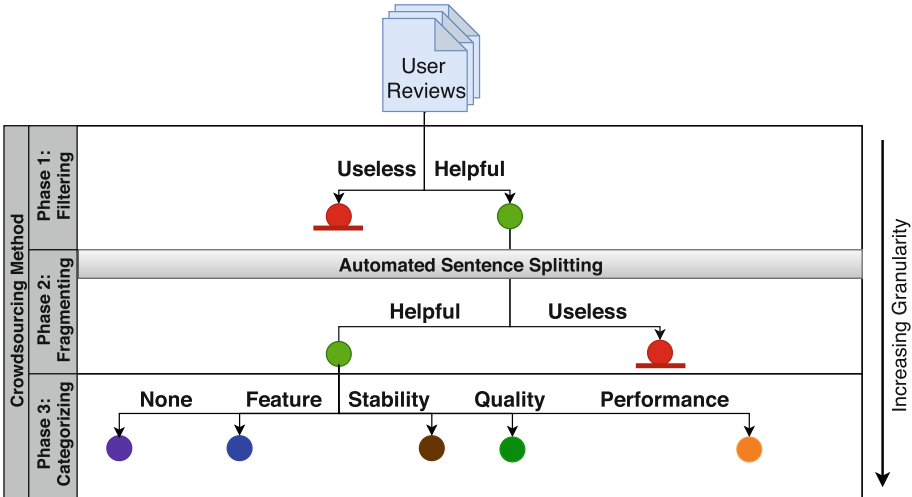 User
Reviews
Crowdsourcing Method
Phase 1:
Filtering
Useless
Helpful
Automated Sentence Splitting
Phase 2:
Fragmenting
Helpful
Useless
Phase 3:
Categorizing
None
Feature
Stability
Quality
Performance
Increasing Granularity